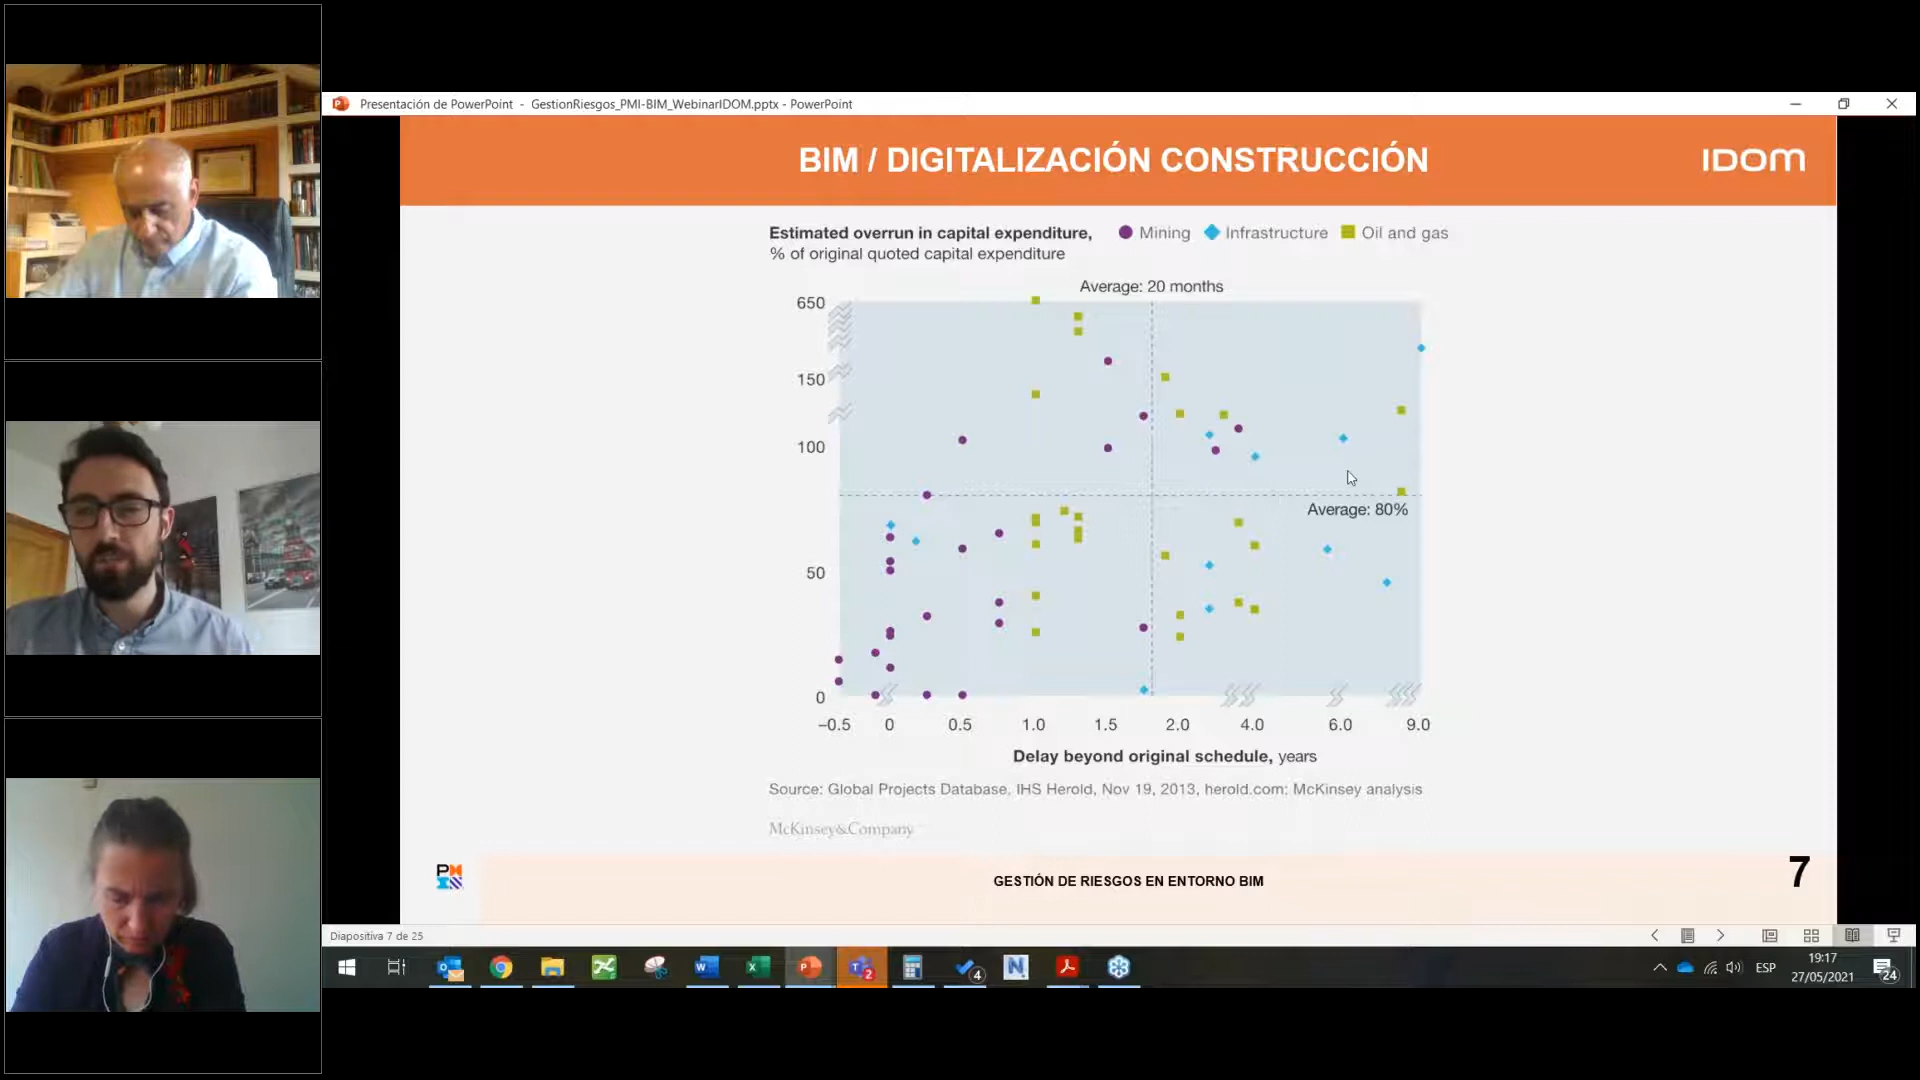 Presentación de PowerPoint - GestionRiesgos_PMI-BIM_WebinarIDOM.pptx - PowerPoint
BIM / DIGITALIZACIÓN CONSTRUCCIÓN
IDOM
Estimated overrun in capital expenditure,
% of original quoted capital expenditure
Mining
Infrastructure
Oil and gas
Average: 20 months
650
150
100
Average: 80%
50
0
–0.5
0
0.5
1.0
1.5
2.0
4.0
6.0
9.0
Delay beyond original schedule, years
Source: Global Projects Database, IHS Herold, Nov 19, 2013, herold.com; McKinsey analysis
McKinsey&Company
GESTIÓN DE RIESGOS EN ENTORNO BIM
7
Diapositiva 7 de 25
2
4
ESP
19:17
27/05/2021
24